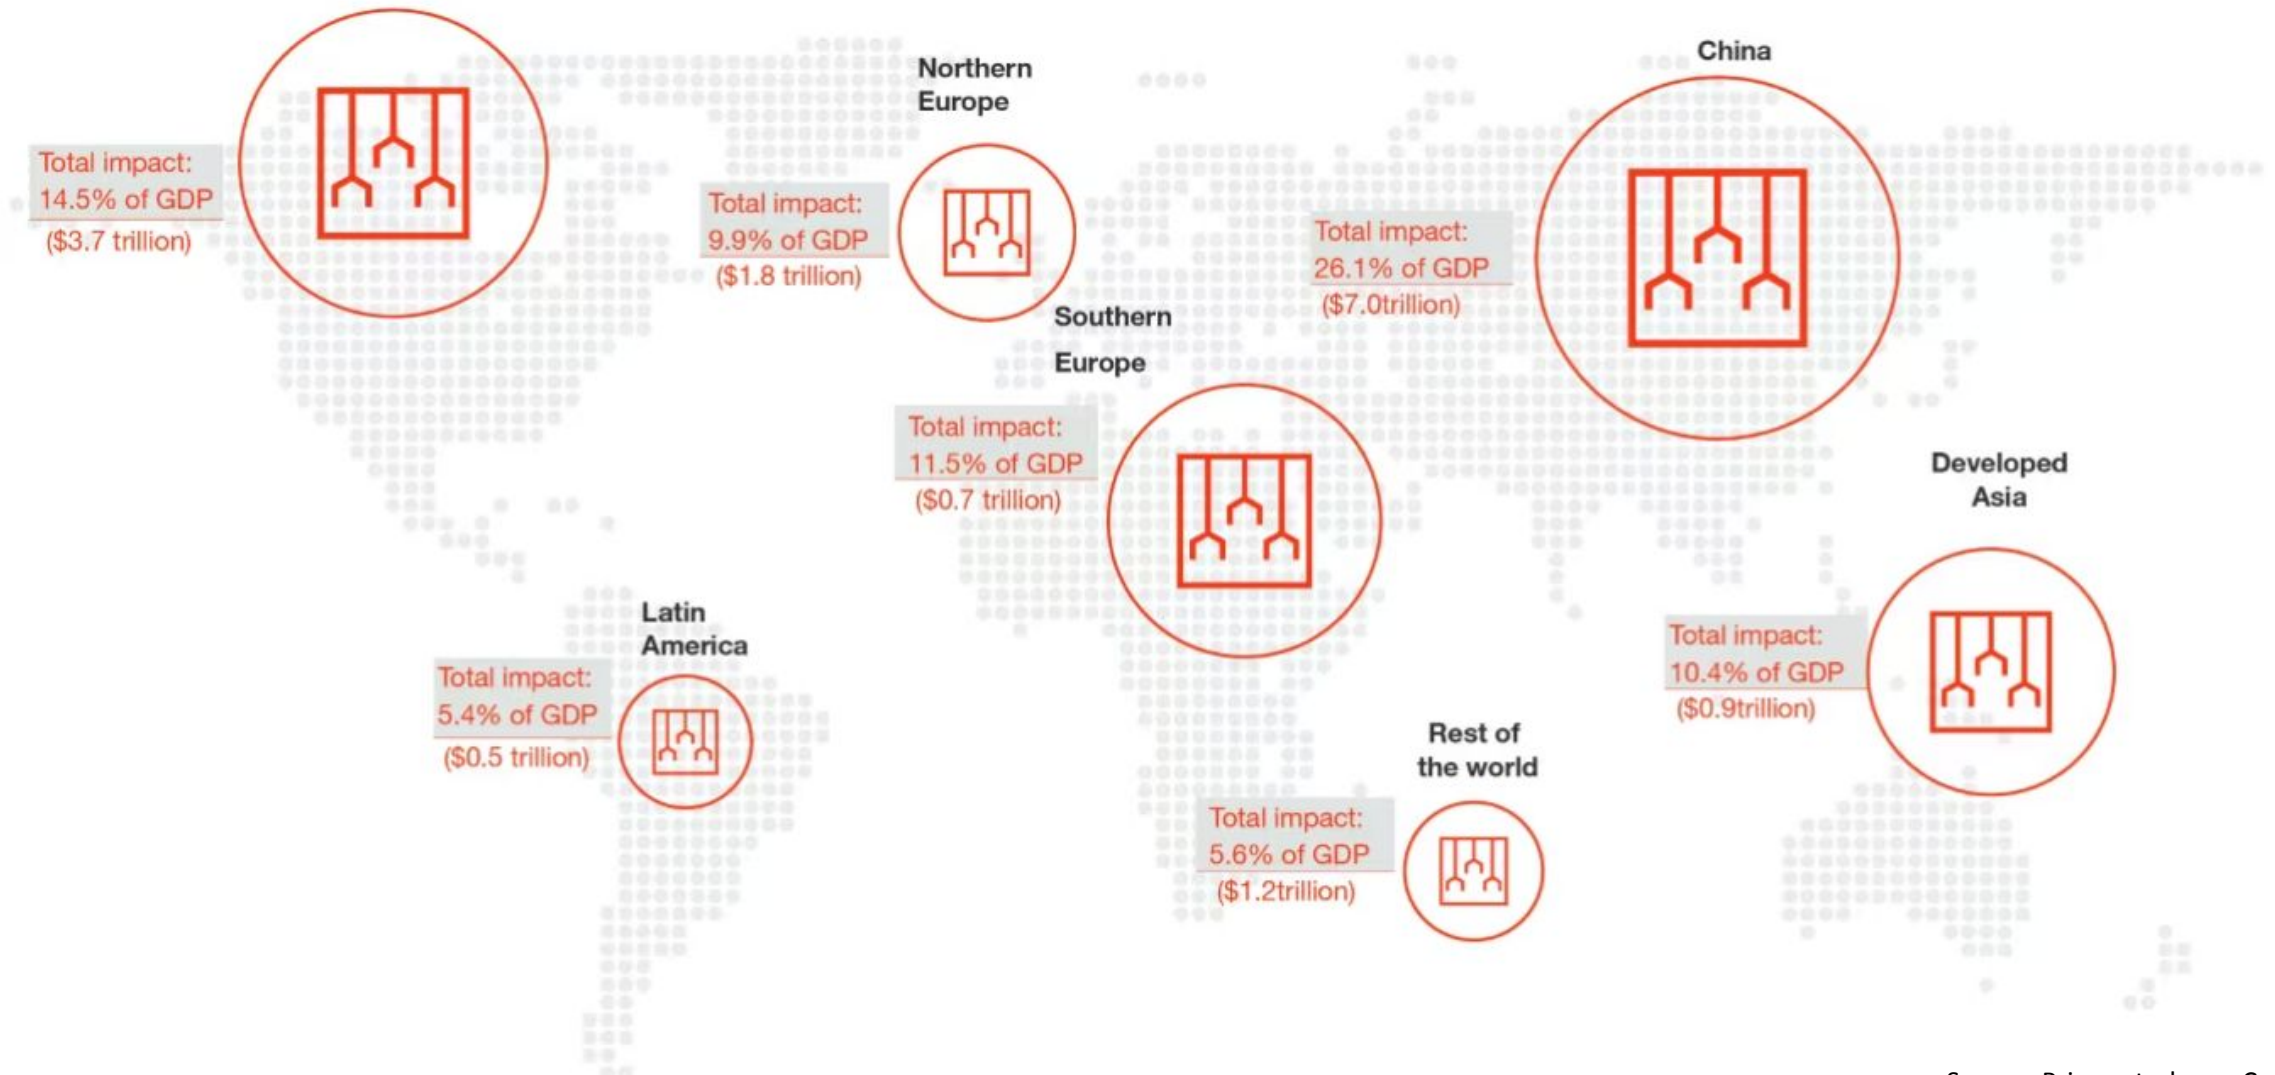 Total impact:
14.5% of GDP
($3.7 trillion)
Northern
Europe
Total impact:
9.9% of GDP
($1.8 trillion)
China
Total impact:
26.1% of GDP
($7.0trillion)
Southern
Europe
Total impact:
11.5% of GDP
($0.7 trillion)
Developed
Asia
Total impact:
10.4% of GDP
($0.9trillion)
Latin
America
Total impact:
5.4% of GDP
($0.5 trillion)
Rest of
the world
Total impact:
5.6% of GDP
($1.2trillion)